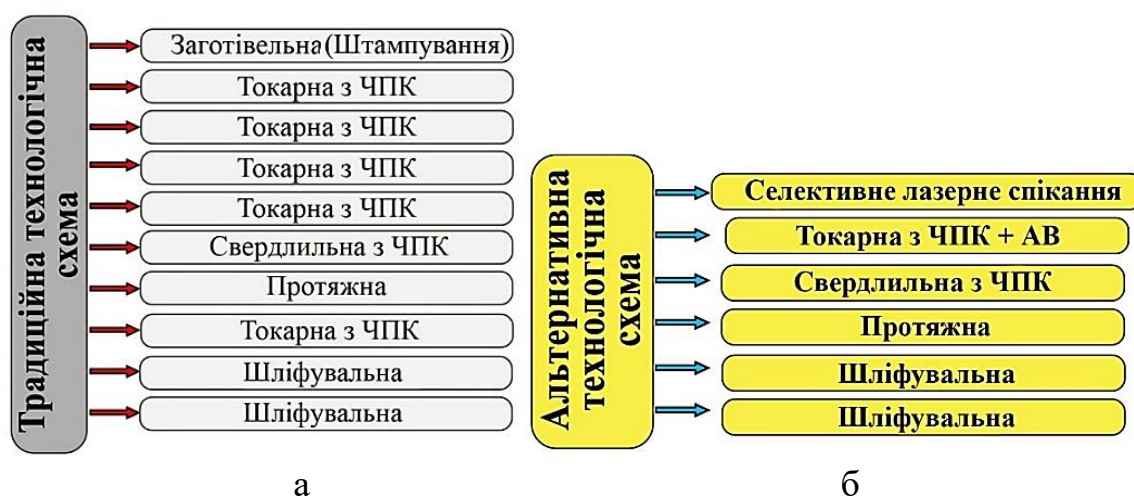 Традиційна технологічна
схема
Заготівельна (Штампування)
Токарна з ЧПК
Токарна з ЧПК
Токарна з ЧПК
Токарна з ЧПК
Свердлильна з ЧПК
Протяжна
Токарна з ЧПК
Шліфувальна
Шліфувальна
а
Альтернативна
технологічна
схема
Селективне лазерне спікання
Токарна з ЧПК + АВ
Свердлильна з ЧПК
Протяжна
Шліфувальна
Шліфувальна
б